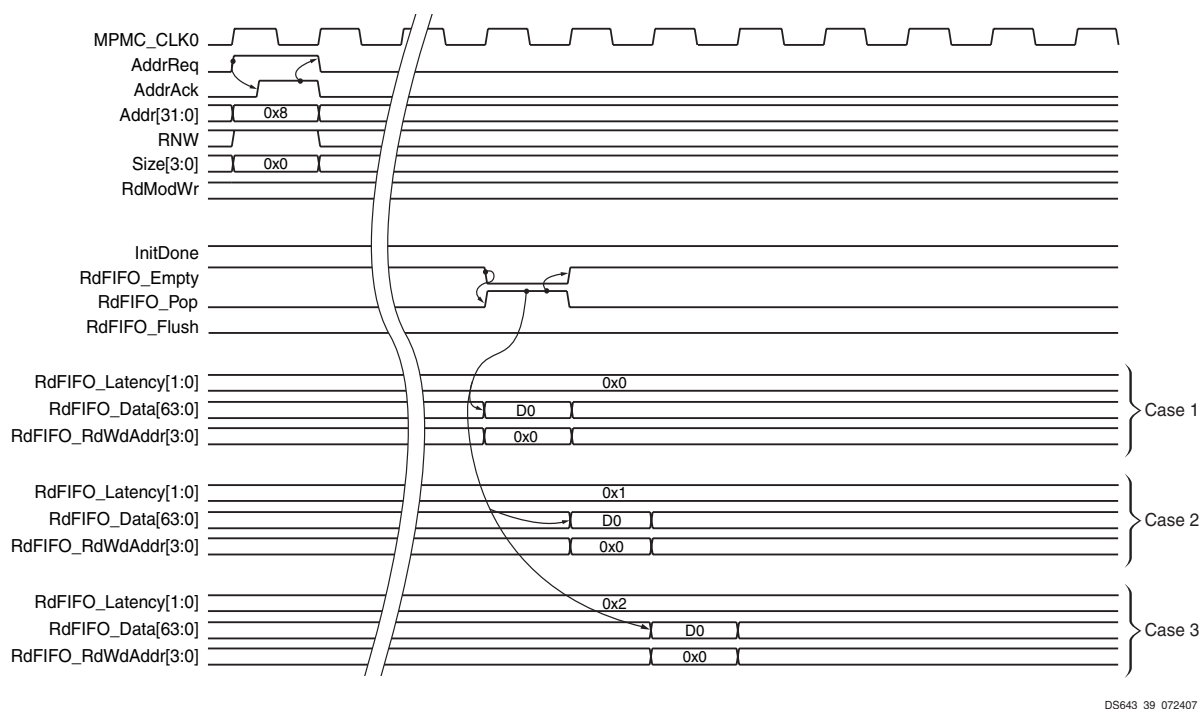 MPMC_CLK0
AddrReq
AddrAck
Addr[31:0] 0x8
RNW
Size[3:0] 0x0
RdModWr
InitDone
RdFIFO_Empty
RdFIFO_Pop
RdFIFO_Flush
RdFIFO_Latency[1:0] 0x0
RdFIFO_Data[63:0] D0 Case 1
RdFIFO_RdWdAddr[3:0] 0x0
RdFIFO_Latency[1:0] 0x1
RdFIFO_Data[63:0] D0 Case 2
RdFIFO_RdWdAddr[3:0] 0x0
RdFIFO_Latency[1:0] 0x2
RdFIFO_Data[63:0] D0 Case 3
RdFIFO_RdWdAddr[3:0] 0x0
DS643_39_072407